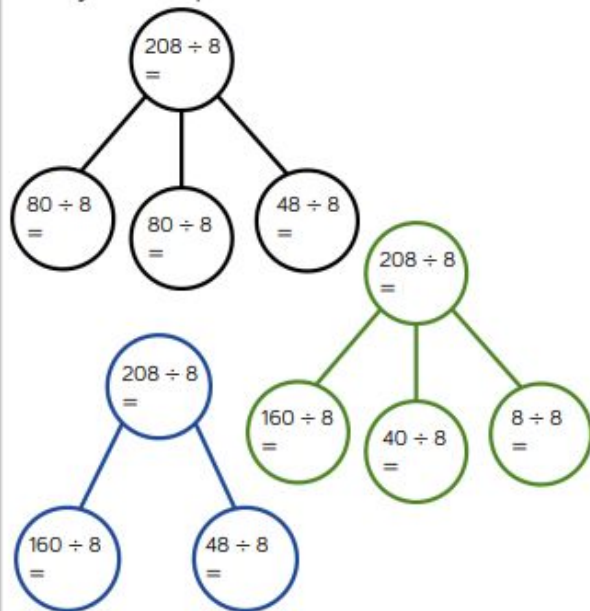 208 ÷ 8
=
80 ÷ 8
=
80 ÷ 8
=
48 ÷ 8
=
208 ÷ 8
=
160 ÷ 8
=
40 ÷ 8
=
8 ÷ 8
=
208 ÷ 8
=
160 ÷ 8
=
48 ÷ 8
=